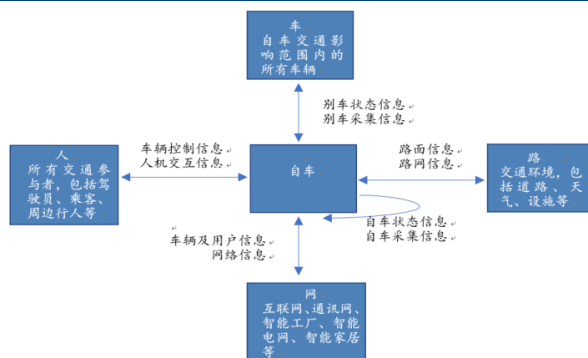 车
自车交通影
响范围内的
所有车辆
别车状态信息
别车采集信息
人
所有交通参
与者，包括驾
驶员、乘客、
周边行人等
车辆控制信息
人机交互信息
自车
路面信息
路网信息
路
交通环境，包
括道路、天
气、设施等
自车状态信息
自车采集信息
车辆及用户信息
网络信息
网
互联网、通讯网、
智能工厂、智能
电网、智能家居
等